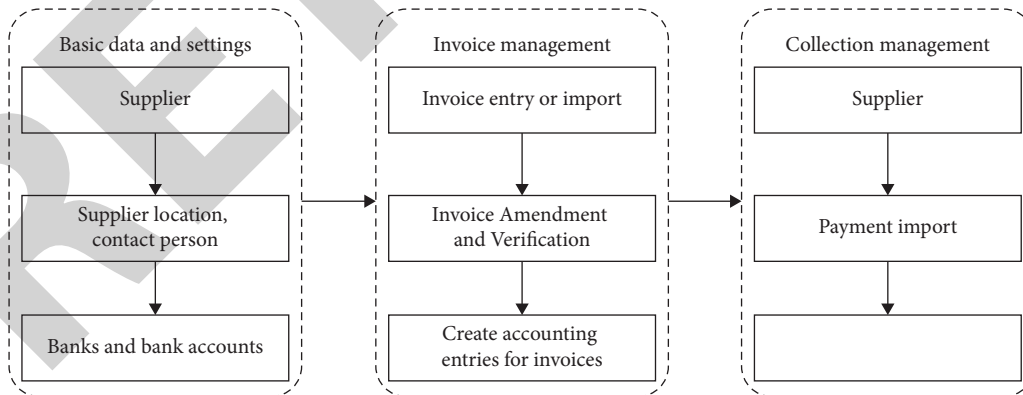 Basic data and settings
Supplier
Supplier location,
contact person
Banks and bank accounts
Invoice management
Invoice entry or import
Invoice Amendment
and Verification
Create accounting
entries for invoices
Collection management
Supplier
Payment import